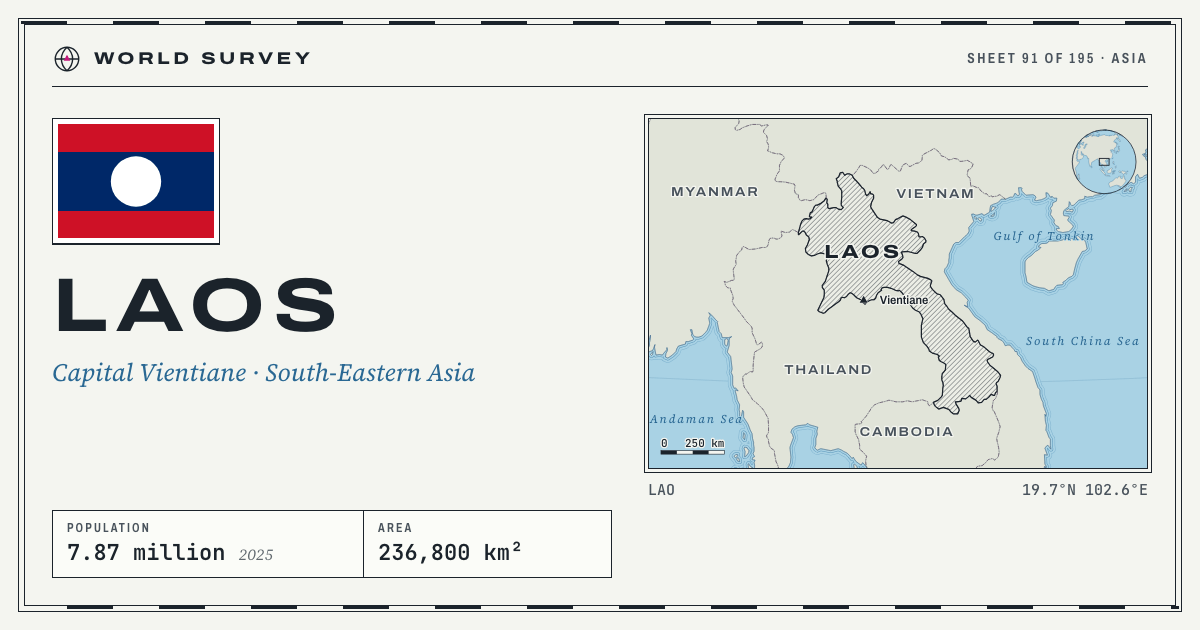 WORLD SURVEY
SHEET 91 OF 195 · ASIA
LAOS
Capital Vientiane · South-Eastern Asia
POPULATION
7.87 million 2025
AREA
236,800 km²
MYANMAR
VIETNAM
Gulf of Tonkin
LAOS
Vientiane
South China Sea
THAILAND
Andaman Sea
CAMBODIA
0 250 km
LAO
19.7°N 102.6°E